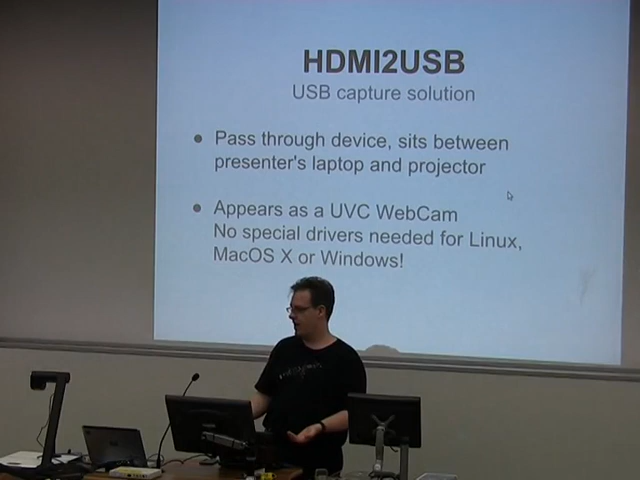 HDMI2USB
USB capture solution
● Pass through device, sits between
presenter's laptop and projector
● Appears as a UVC WebCam
No special drivers needed for Linux,
MacOS X or Windows!